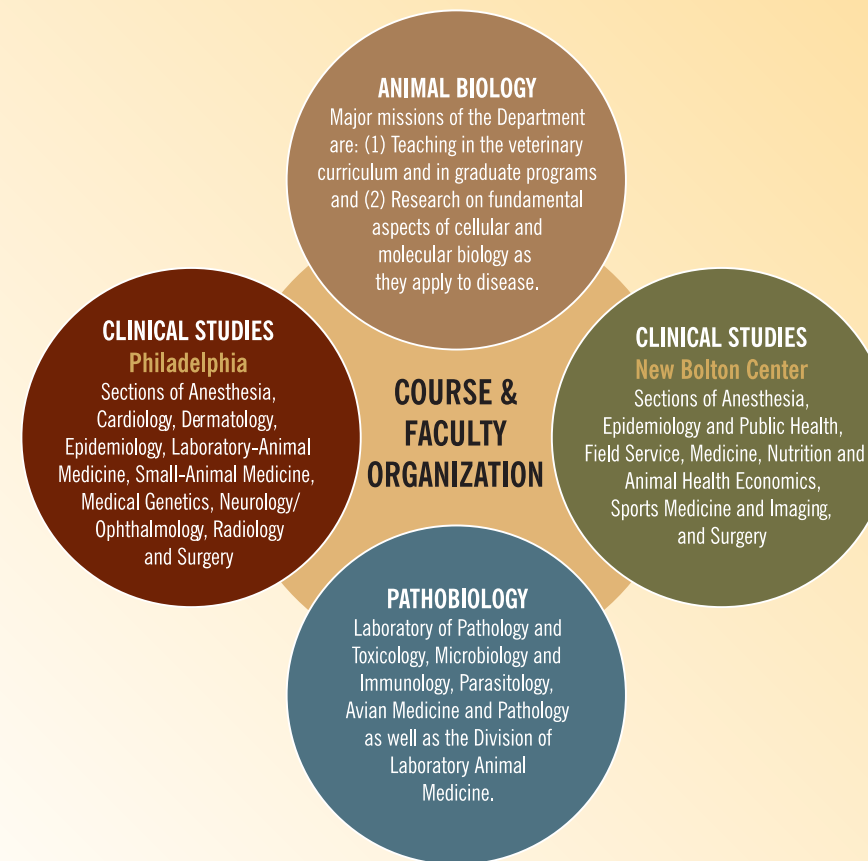 ANIMAL BIOLOGY
Major missions of the Department
are: (1) Teaching in the veterinary
curriculum and in graduate programs
and (2) Research on fundamental
aspects of cellular and
molecular biology as
they apply to disease.
CLINICAL STUDIES
Philadelphia
Sections of Anesthesia,
Cardiology, Dermatology,
Epidemiology, Laboratory-Animal
Medicine, Small-Animal Medicine,
Medical Genetics, Neurology/
Ophthalmology, Radiology
and Surgery
COURSE &
FACULTY
ORGANIZATION
CLINICAL STUDIES
New Bolton Center
Sections of Anesthesia,
Epidemiology and Public Health,
Field Service, Medicine, Nutrition and
Animal Health Economics,
Sports Medicine and Imaging,
and Surgery
PATHOBIOLOGY
Laboratory of Pathology and
Toxicology, Microbiology and
Immunology, Parasitology,
Avian Medicine and Pathology
as well as the Division of
Laboratory Animal
Medicine.